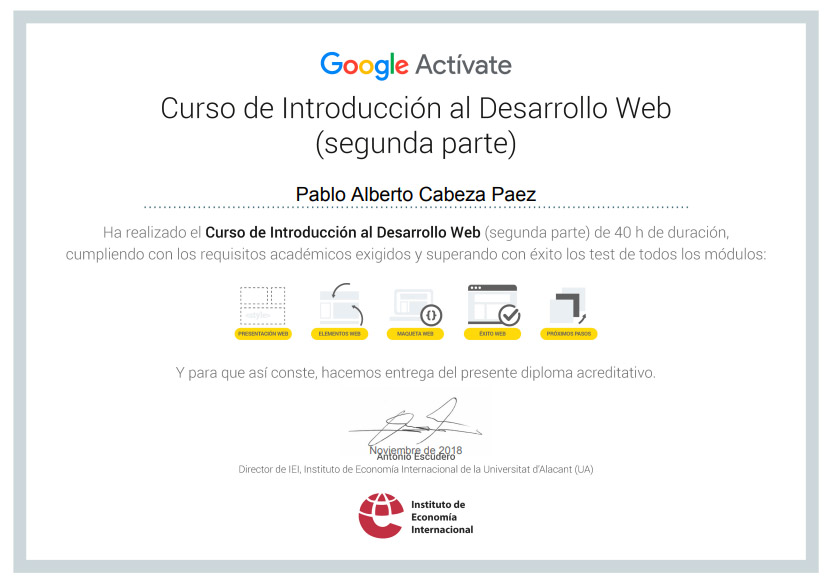 Google Actívate
Curso de Introducción al Desarrollo Web
(segunda parte)
Pablo Alberto Cabeza Paez
Ha realizado el Curso de Introducción al Desarrollo Web (segunda parte) de 40 h de duración,
cumpliendo con los requisitos académicos exigidos y superando con éxito los test de todos los módulos:
<style>
{}
PRESENTACIÓN WEB ELEMENTOS WEB MAQUETA WEB ÉXITO WEB PRÓXIMOS PASOS
Y para que así conste, hacemos entrega del presente diploma acreditativo.
Noviembre de 2018
Antonio Escudero
Director de IEI, Instituto de Economía Internacional de la Universitat d'Alacant (UA)
Instituto de
Economía
Internacional